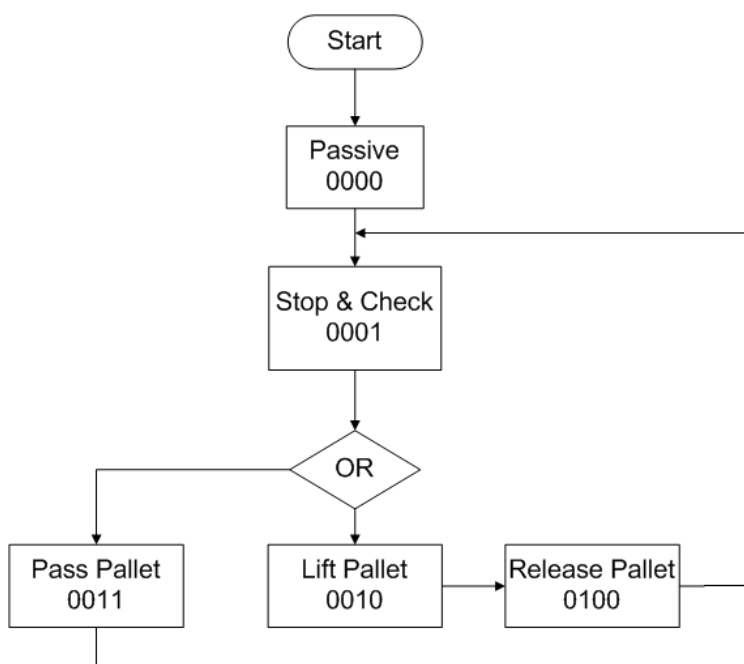 Start
Passive
0000
Stop & Check
0001
OR
Pass Pallet
0011
Lift Pallet
0010
Release Pallet
0100